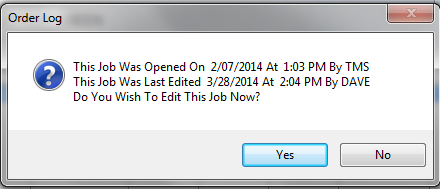 Order Log
This Job Was Opened On 2/07/2014 At 1:03 PM By TMS
This Job Was Last Edited 3/28/2014 At 2:04 PM By DAVE
Do You Wish To Edit This Job Now?
Yes
No